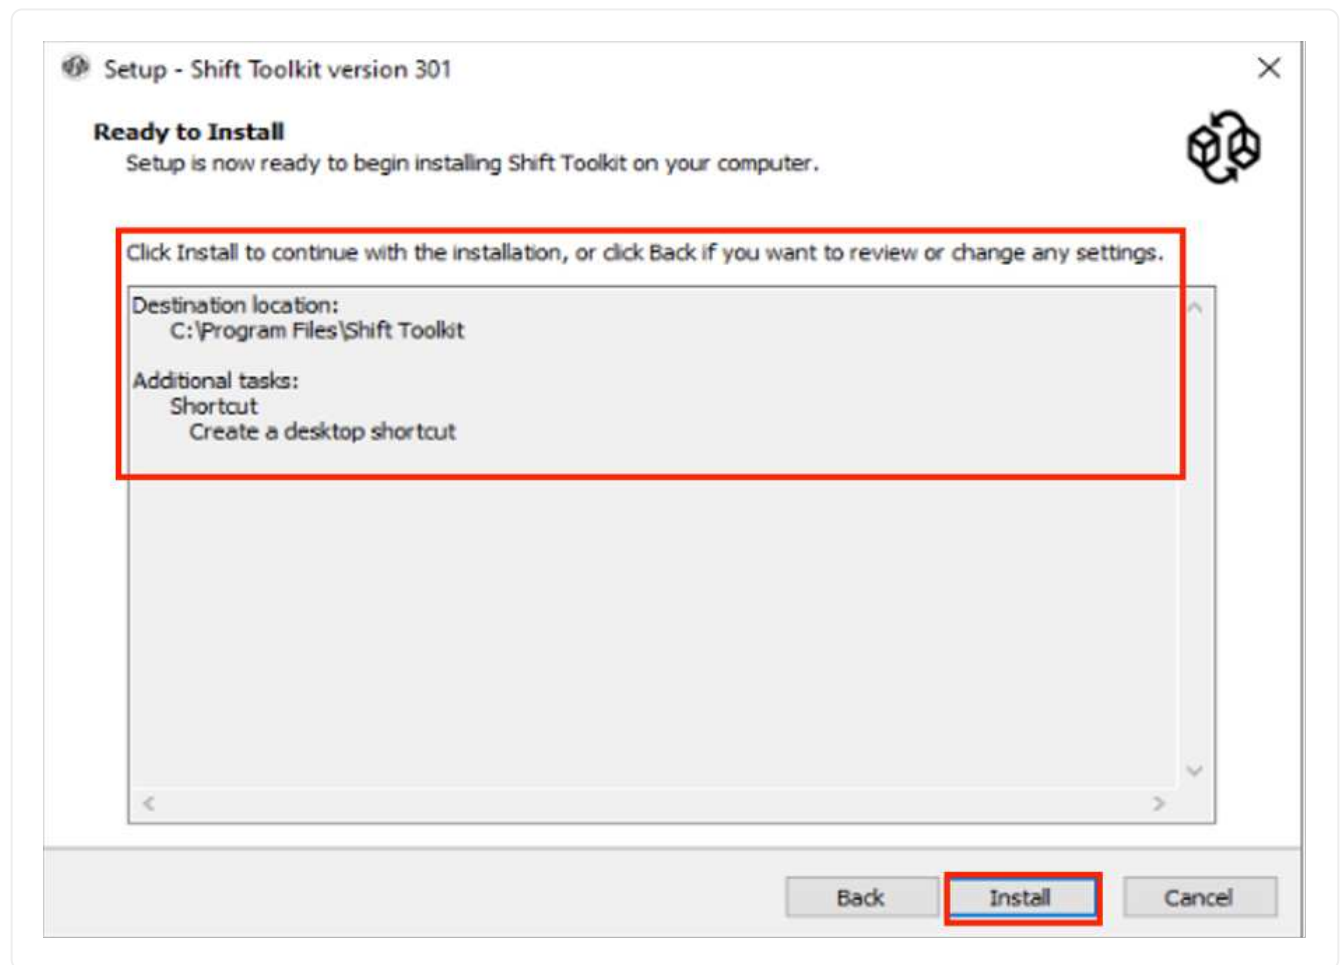 Setup - Shift Toolkit version 301
Ready to Install
Setup is now ready to begin installing Shift Toolkit on your computer.
Click Install to continue with the installation, or click Back if you want to review or change any settings.
Destination location:
C:\Program Files\Shift Toolkit
Additional tasks:
Shortcut
Create a desktop shortcut
Back
Install
Cancel